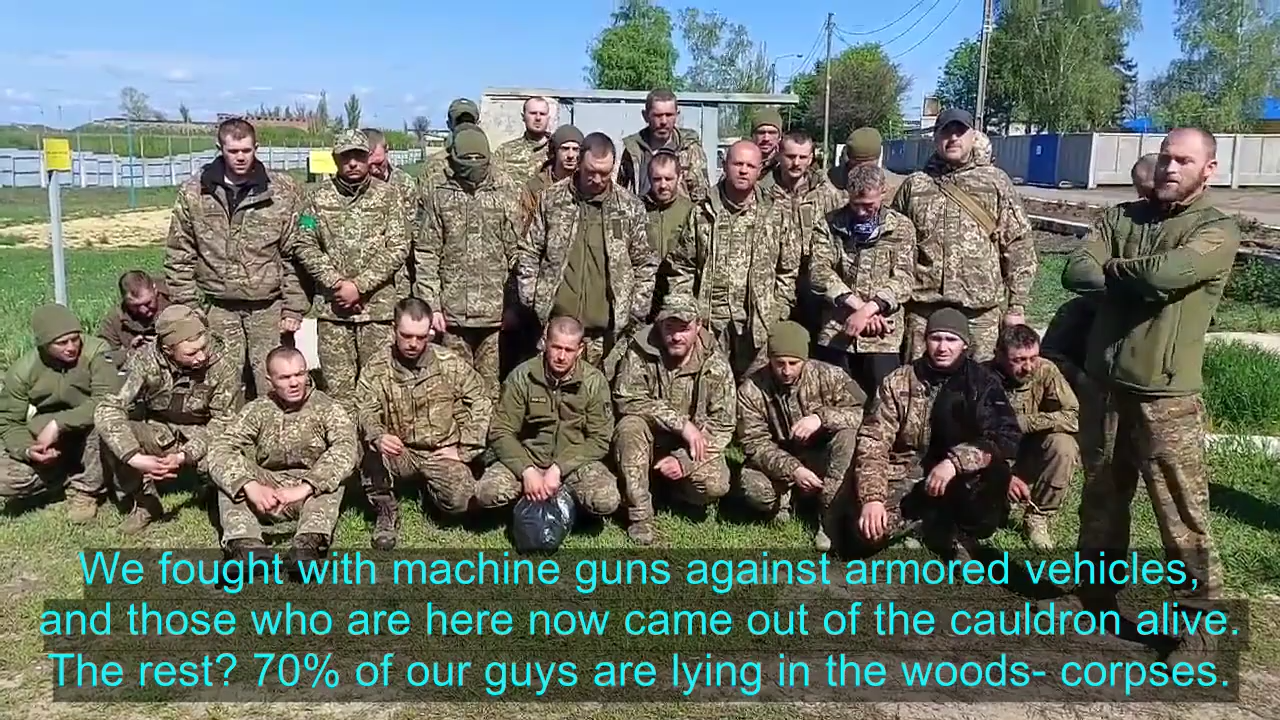 We fought with machine guns against armored vehicles,
and those who are here now came out of the cauldron alive.
The rest? 70% of our guys are lying in the woods- corpses.